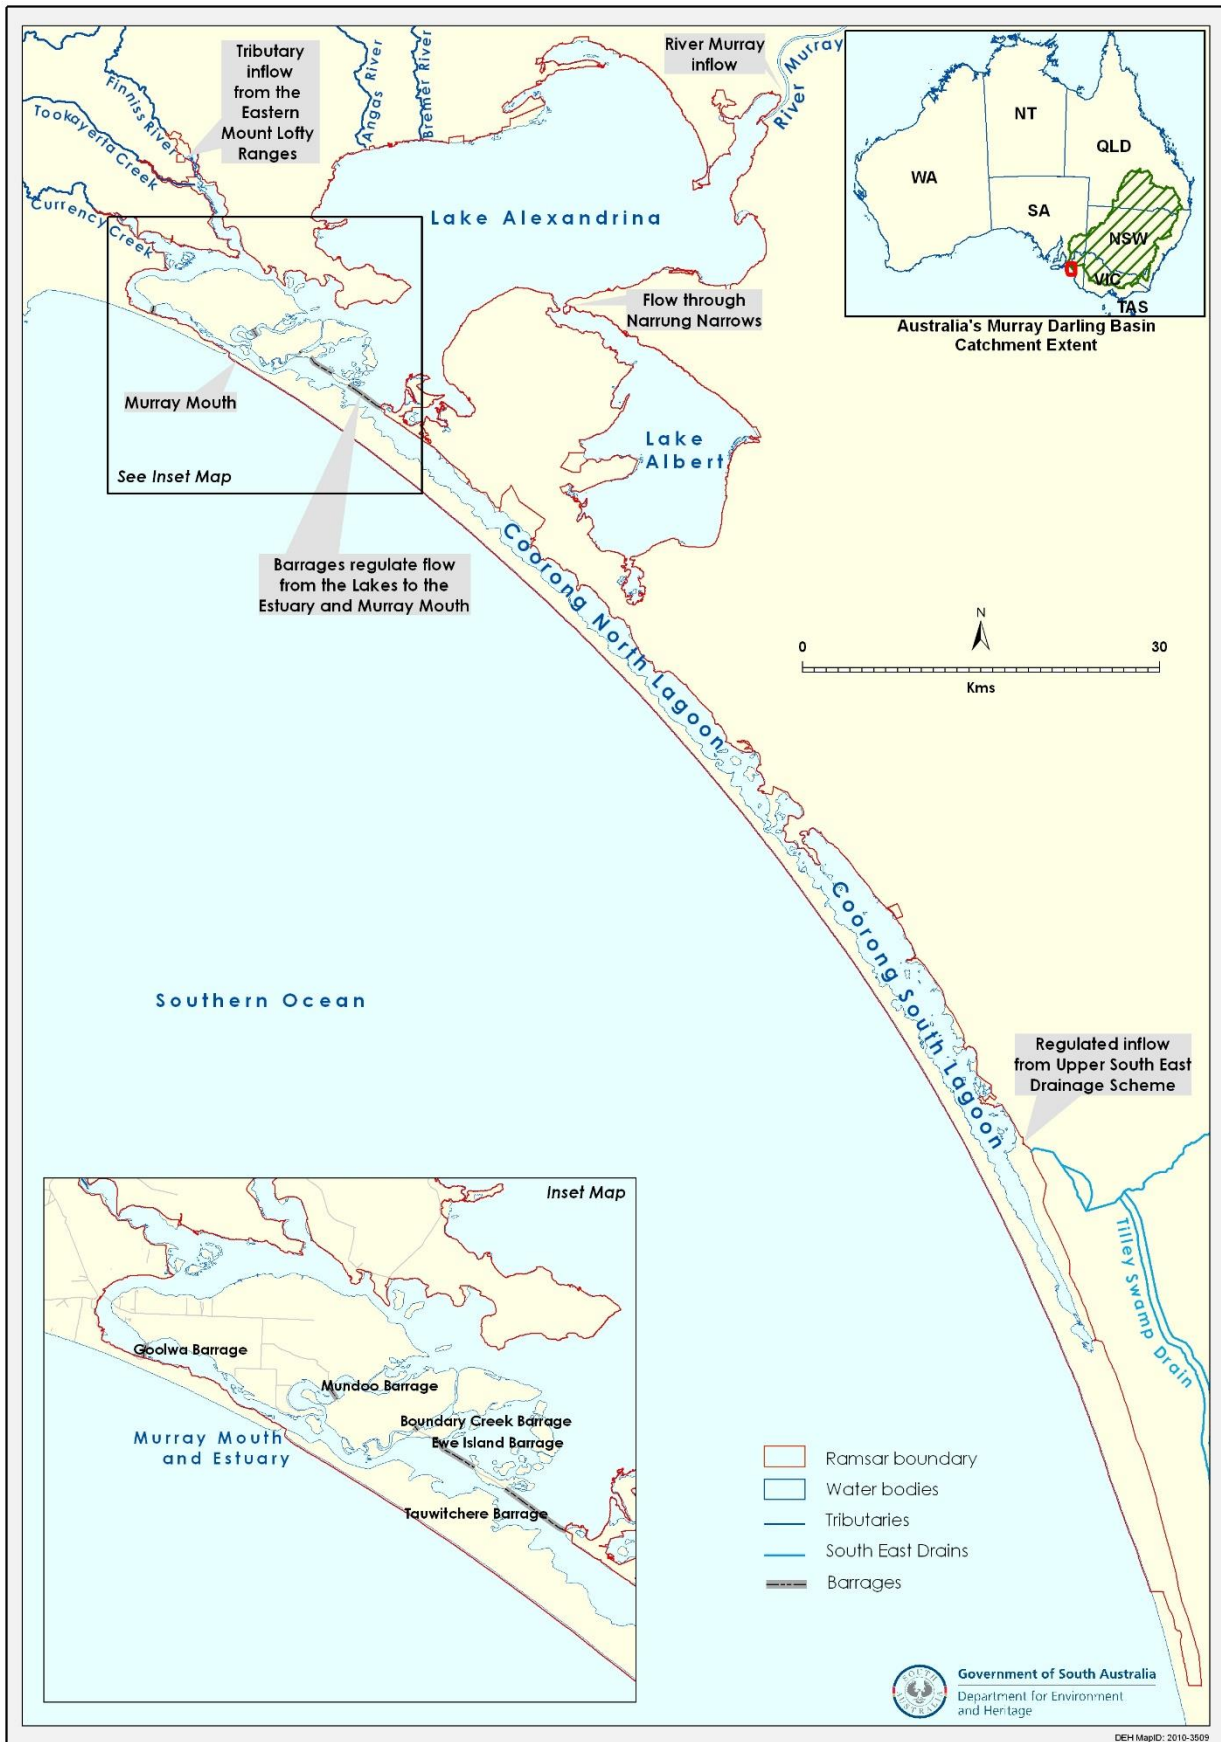 Tributary
inflow
from the
Eastern
Mount Lofty
Ranges
Finniss River
Tookayerta Creek
Currency Creek
Angas River
Bremer River
River Murray
inflow
River Murray
Lake Alexandrina
Flow through
Narrung Narrows
Murray Mouth
See Inset Map
Lake
Albert
Barrages regulate flow
from the Lakes to the
Estuary and Murray Mouth
WA
NT
QLD
SA
NSW
VIC
TAS
Australia's Murray Darling Basin
Catchment Extent
N
0 30
Kms
Coorong North Lagoon
Coorong South Lagoon
Southern Ocean
Regulated inflow
from Upper South East
Drainage Scheme
Tilley Swamp Drain
Inset Map
Goolwa Barrage
Mundoo Barrage
Boundary Creek Barrage
Ewe Island Barrage
Murray Mouth
and Estuary
Tauwitchere Barrage
Ramsar boundary
Water bodies
Tributaries
South East Drains
Barrages
SOUTH AUSTRALIA
Government of South Australia
Department for Environment
and Heritage
DEH MapID: 2010-3509